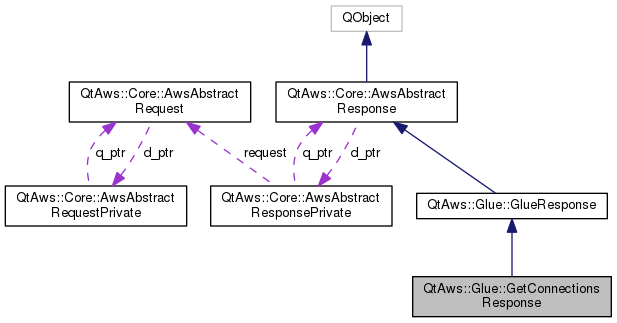 QObject
QtAws::Core::AwsAbstract
Request
QtAws::Core::AwsAbstract
Response
q_ptr
d_ptr
request
q_ptr
d_ptr
QtAws::Core::AwsAbstract
RequestPrivate
QtAws::Core::AwsAbstract
ResponsePrivate
QtAws::Glue::GlueResponse
QtAws::Glue::GetConnections
Response